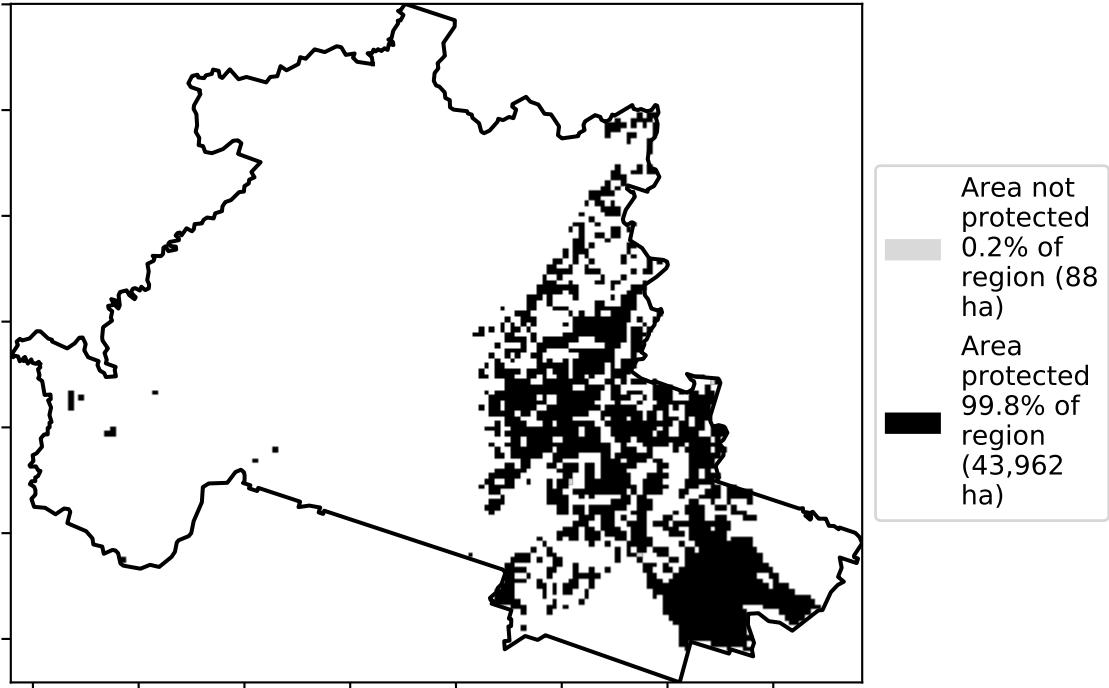 Area not
protected
0.2% of
region (88
ha)
Area
protected
99.8% of
region
(43,962
ha)